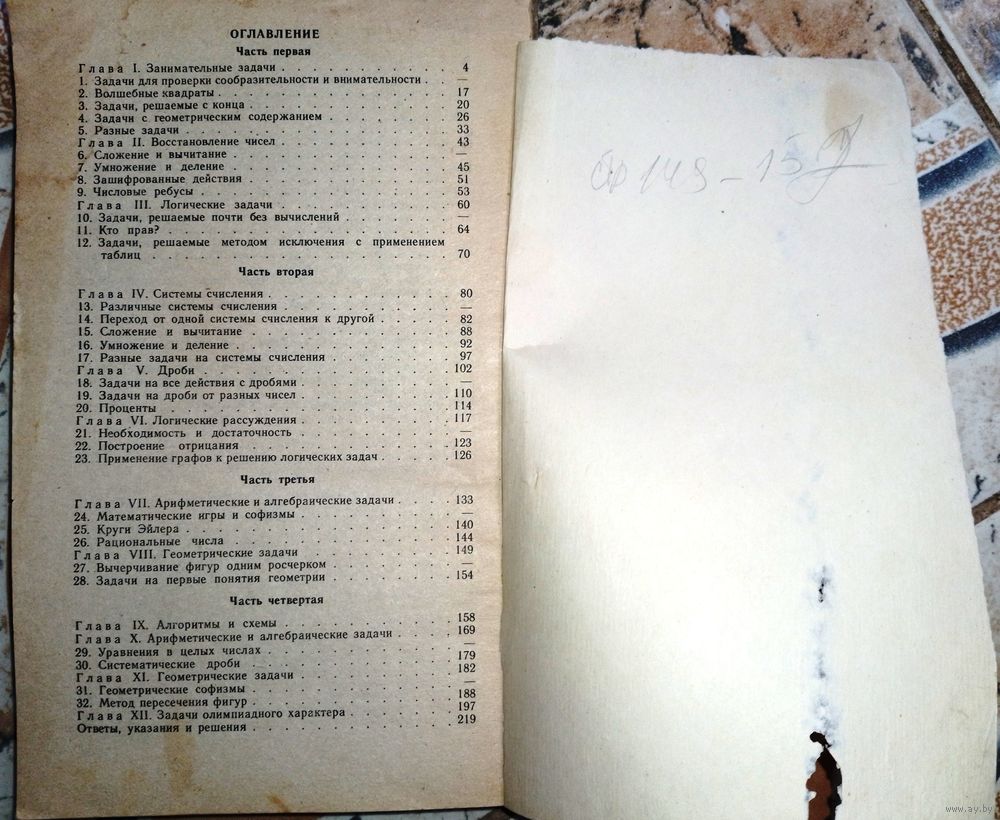 ОГЛАВЛЕНИЕ
Часть первая
Глава I. Занимательные задачи . . . . . . . . . . 4
1. Задачи для проверки сообразительности и внимательности . —
2. Волшебные квадраты . . . . . . . . . . 17
3. Задачи, решаемые с конца . . . . . . . . . . 20
4. Задачи с геометрическим содержанием . . . . . . . 26
5. Разные задачи . . . . . . . . . . 33
Глава II. Восстановление чисел . . . . . . . . . . 43
6. Сложение и вычитание . . . . . . . . . . —
7. Умножение и деление . . . . . . . . . . 45
8. Зашифрованные действия . . . . . . . . . . 51
9. Числовые ребусы . . . . . . . . . . 53
Глава III. Логические задачи . . . . . . . . . . 60
10. Задачи, решаемые почти без вычислений . . . . . . —
11. Кто прав? . . . . . . . . . . 64
12. Задачи, решаемые методом исключения с применением
таблиц . . . . . . . . . . 70
Часть вторая
Глава IV. Системы счисления . . . . . . . . . . 80
13. Различные системы счисления . . . . . . . . . . —
14. Переход от одной системы счисления к другой . . . . 82
15. Сложение и вычитание . . . . . . . . . . 88
16. Умножение и деление . . . . . . . . . . 92
17. Разные задачи на системы счисления . . . . . . . 97
Глава V. Дроби . . . . . . . . . . 102
18. Задачи на все действия с дробями . . . . . . . . —
19. Задачи на дроби от разных чисел . . . . . . . . 110
20. Проценты . . . . . . . . . . 114
Глава VI. Логические рассуждения . . . . . . . . 117
21. Необходимость и достаточность . . . . . . . . —
22. Построение отрицания . . . . . . . . . . 123
23. Применение графов к решению логических задач . . . . 126
Часть третья
Глава VII. Арифметические и алгебраические задачи . . . . 133
24. Математические игры и софизмы . . . . . . . . —
25. Круги Эйлера . . . . . . . . . . 140
26. Рациональные числа . . . . . . . . . . 144
Глава VIII. Геометрические задачи . . . . . . . . 149
27. Вычерчивание фигур одним росчерком . . . . . . . —
28. Задачи на первые понятия геометрии . . . . . . . 154
Часть четвертая
Глава IX. Алгоритмы и схемы . . . . . . . . . . 158
Глава X. Арифметические и алгебраические задачи . . . . 169
29. Уравнения в целых числах . . . . . . . . . . —
30. Систематические дроби . . . . . . . . . . 179
Глава XI. Геометрические задачи . . . . . . . . . . 182
31. Геометрические софизмы . . . . . . . . . . —
32. Метод пересечения фигур . . . . . . . . . . 188
Глава XII. Задачи олимпиадного характера . . . . . . . 197
Ответы, указания и решения . . . . . . . . . . 219
www.ay.by